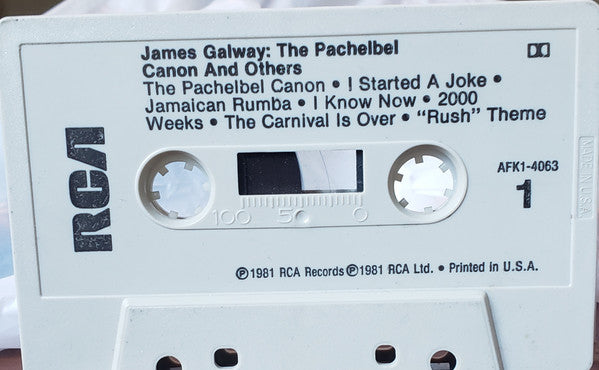 James Galway: The Pachelbel
Canon And Others
The Pachelbel Canon • I Started A Joke •
Jamaican Rumba • I Know Now • 2000
Weeks • The Carnival Is Over • “Rush” Theme
RCA
AFK1-4063
1
MADE IN U.S.A.
100 50 0
℗1981 RCA Records ℗1981 RCA Ltd. • Printed in U.S.A.